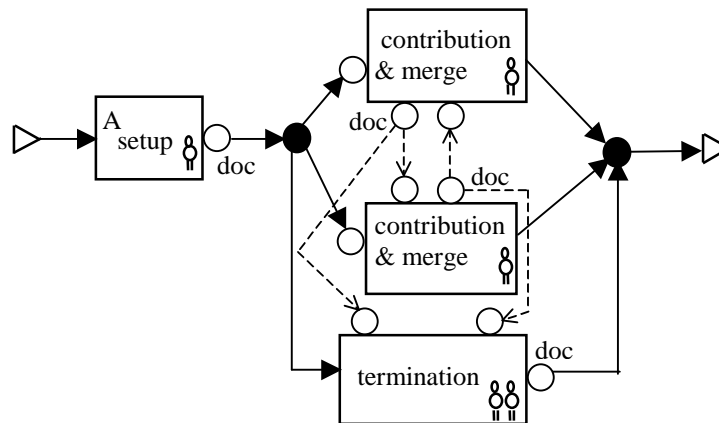 contribution
& merge
A
setup
doc
doc
doc
contribution
& merge
doc
termination